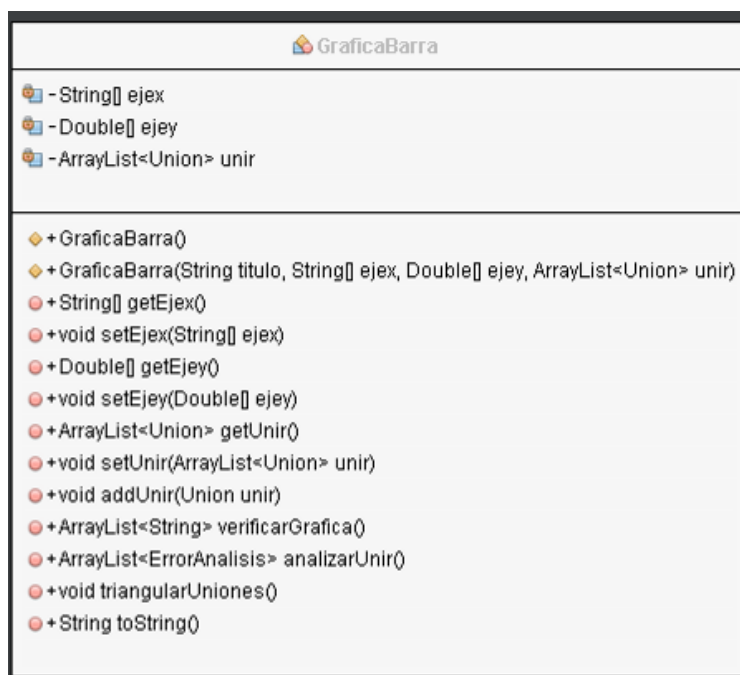 GraficaBarra
-String[] ejex
-Double[] ejey
-ArrayList<Union> unir
+GraficaBarra()
+GraficaBarra(String titulo, String[] ejex, Double[] ejey, ArrayList<Union> unir)
+String[] getEjex()
+void setEjex(String[] ejex)
+Double[] getEjey()
+void setEjey(Double[] ejey)
+ArrayList<Union> getUnir()
+void setUnir(ArrayList<Union> unir)
+void addUnir(Union unir)
+ArrayList<String> verificarGrafica()
+ArrayList<ErrorAnalisis> analizarUnir()
+void triangularUniones()
+String toString()